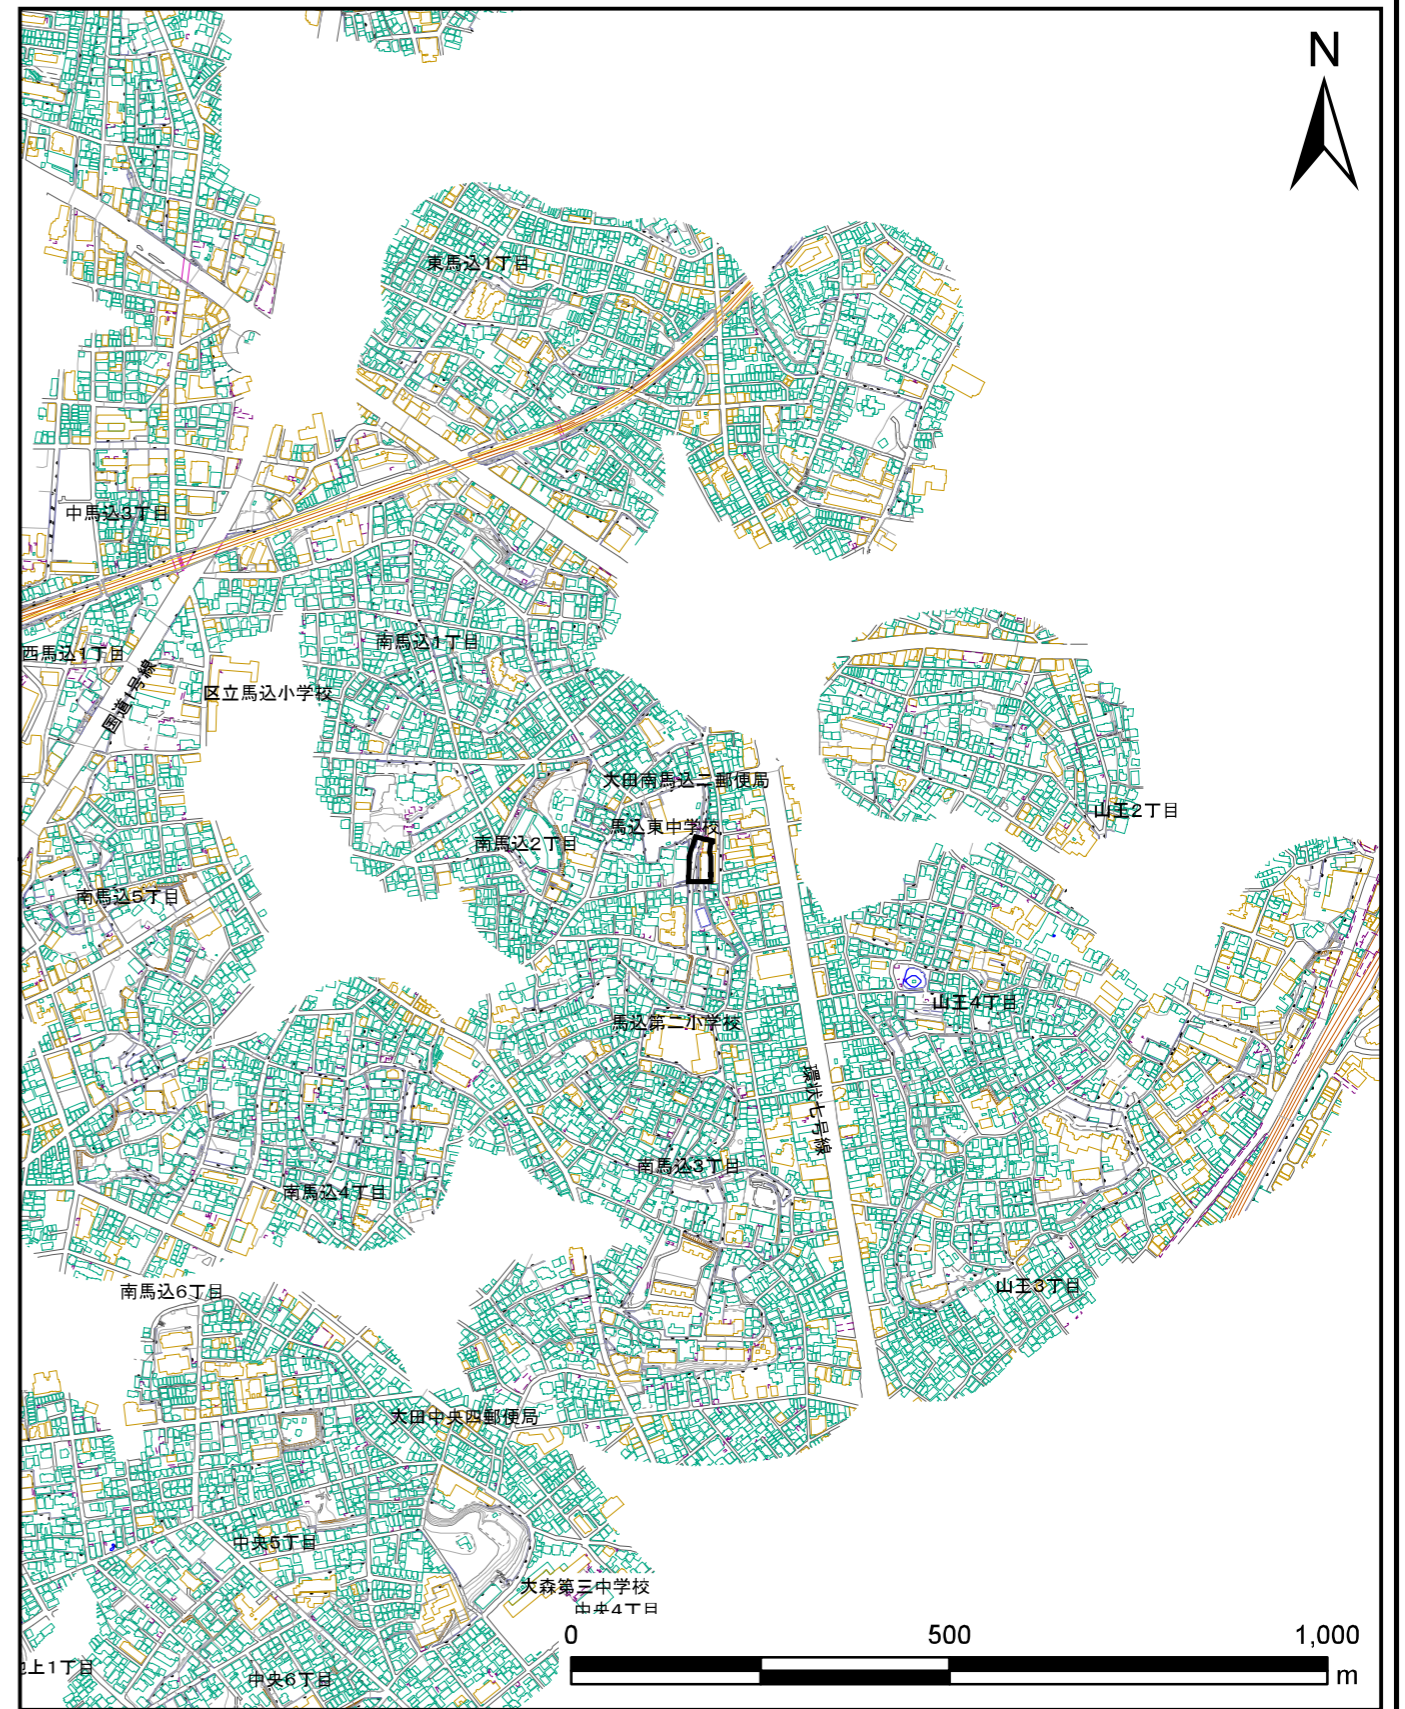 N
東馬込1丁目
中馬込3丁目
南馬込1丁目
西馬込1丁目
国道1号線
区立馬込小学校
大田南馬込二郵便局
山王2丁目
馬込東中学校
南馬込2丁目
南馬込5丁目
山王4丁目
馬込第二小学校
環状七号線
南馬込3丁目
南馬込4丁目
山王3丁目
南馬込6丁目
大田中央四郵便局
中央5丁目
大森第三中学校
中央4丁目
0 500 1,000
m
上1丁目
中央6丁目